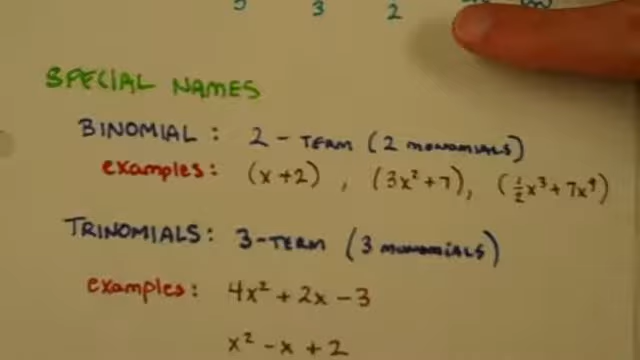 5 3 2
SPECIAL NAMES
BINOMIAL: 2-TERM (2 monomials)
examples: (x+2), (3x²+7), (½x³+7x⁹)
TRINOMIALS: 3-TERM (3 monomials)
examples: 4x² + 2x - 3
x² - x + 2